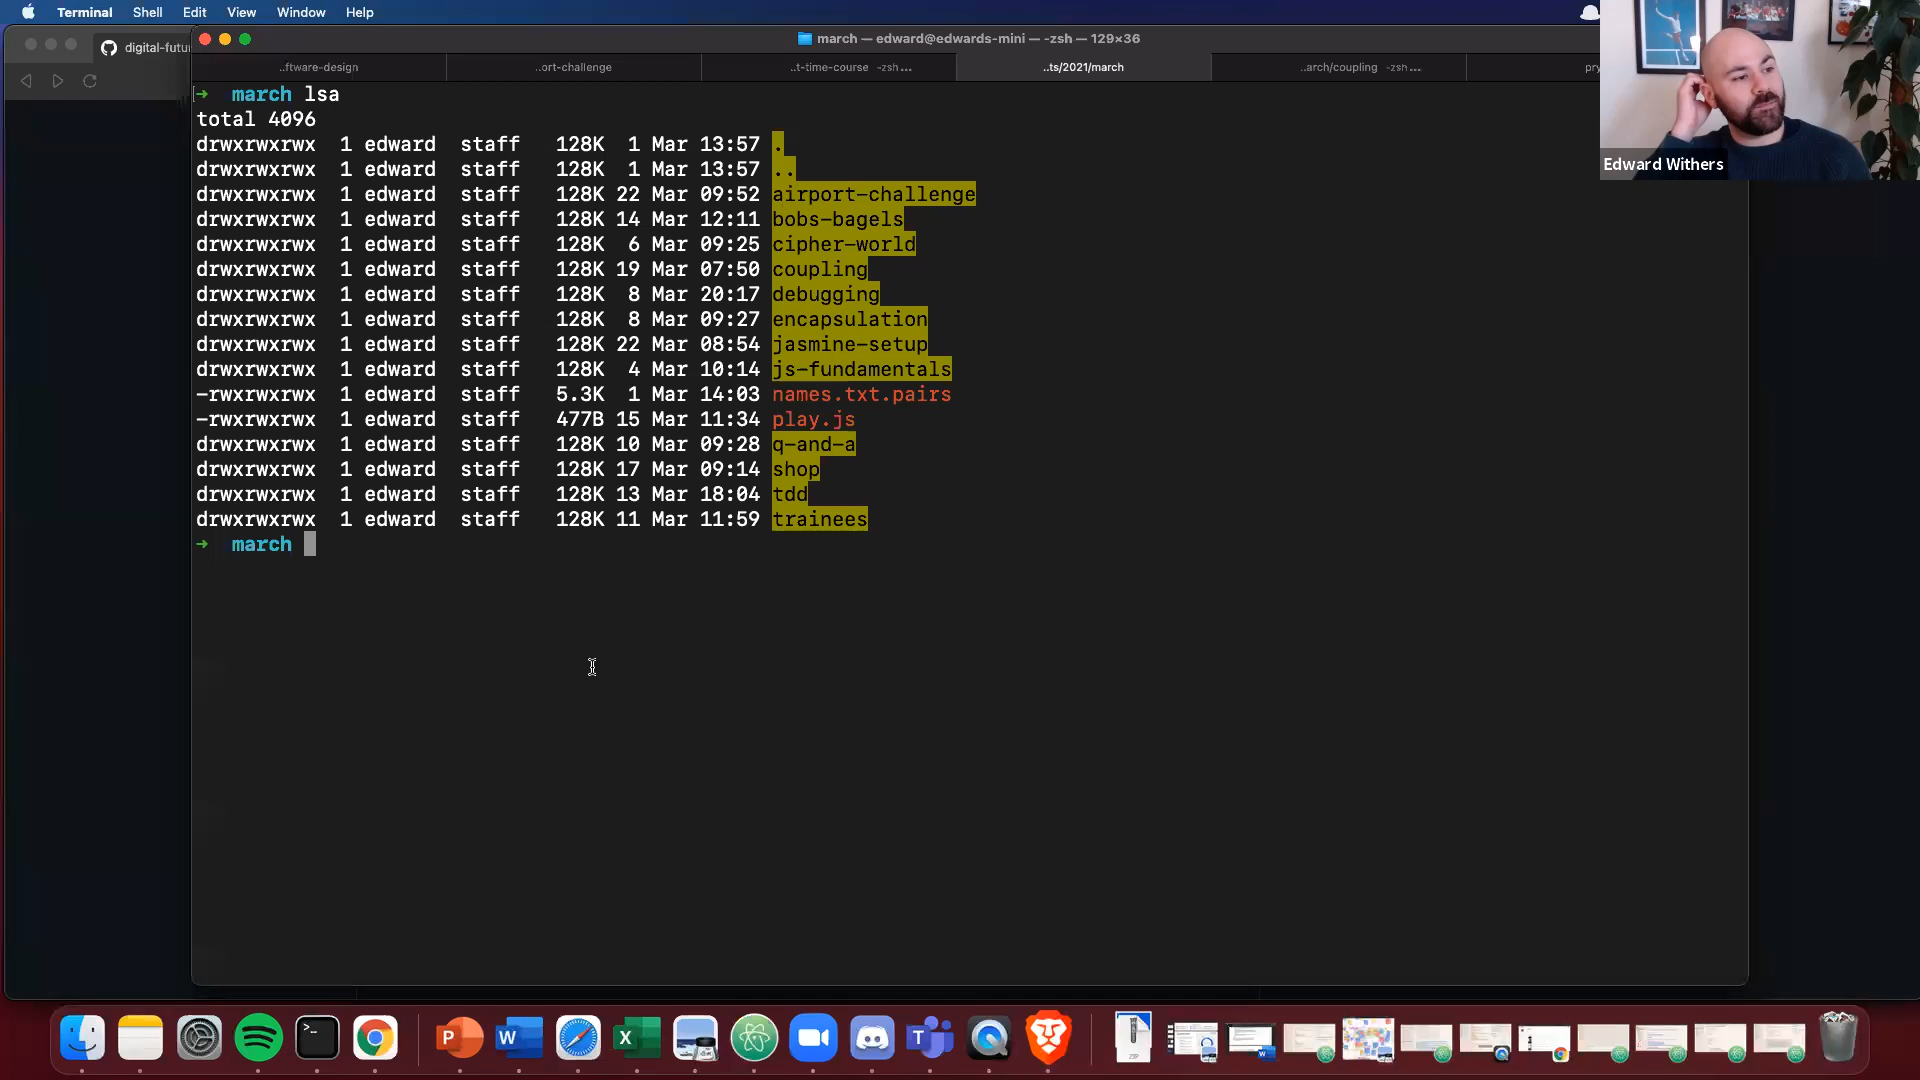 Terminal Shell Edit View Window Help
digital-futu
march — edward@edwards-mini — -zsh — 129×36
..ftware-design ..ort-challenge ..t-time-course -zsh... ..ts/2021/march ..arch/coupling -zsh... pry
➜ march lsa
total 4096
drwxrwxrwx 1 edward staff 128K 1 Mar 13:57 .
drwxrwxrwx 1 edward staff 128K 1 Mar 13:57 ..
drwxrwxrwx 1 edward staff 128K 22 Mar 09:52 airport-challenge
drwxrwxrwx 1 edward staff 128K 14 Mar 12:11 bobs-bagels
drwxrwxrwx 1 edward staff 128K 6 Mar 09:25 cipher-world
drwxrwxrwx 1 edward staff 128K 19 Mar 07:50 coupling
drwxrwxrwx 1 edward staff 128K 8 Mar 20:17 debugging
drwxrwxrwx 1 edward staff 128K 8 Mar 09:27 encapsulation
drwxrwxrwx 1 edward staff 128K 22 Mar 08:54 jasmine-setup
drwxrwxrwx 1 edward staff 128K 4 Mar 10:14 js-fundamentals
-rwxrwxrwx 1 edward staff 5.3K 1 Mar 14:03 names.txt.pairs
-rwxrwxrwx 1 edward staff 477B 15 Mar 11:34 play.js
drwxrwxrwx 1 edward staff 128K 10 Mar 09:28 q-and-a
drwxrwxrwx 1 edward staff 128K 17 Mar 09:14 shop
drwxrwxrwx 1 edward staff 128K 13 Mar 18:04 tdd
drwxrwxrwx 1 edward staff 128K 11 Mar 11:59 trainees
➜ march
Edward Withers
P W X T ZIP